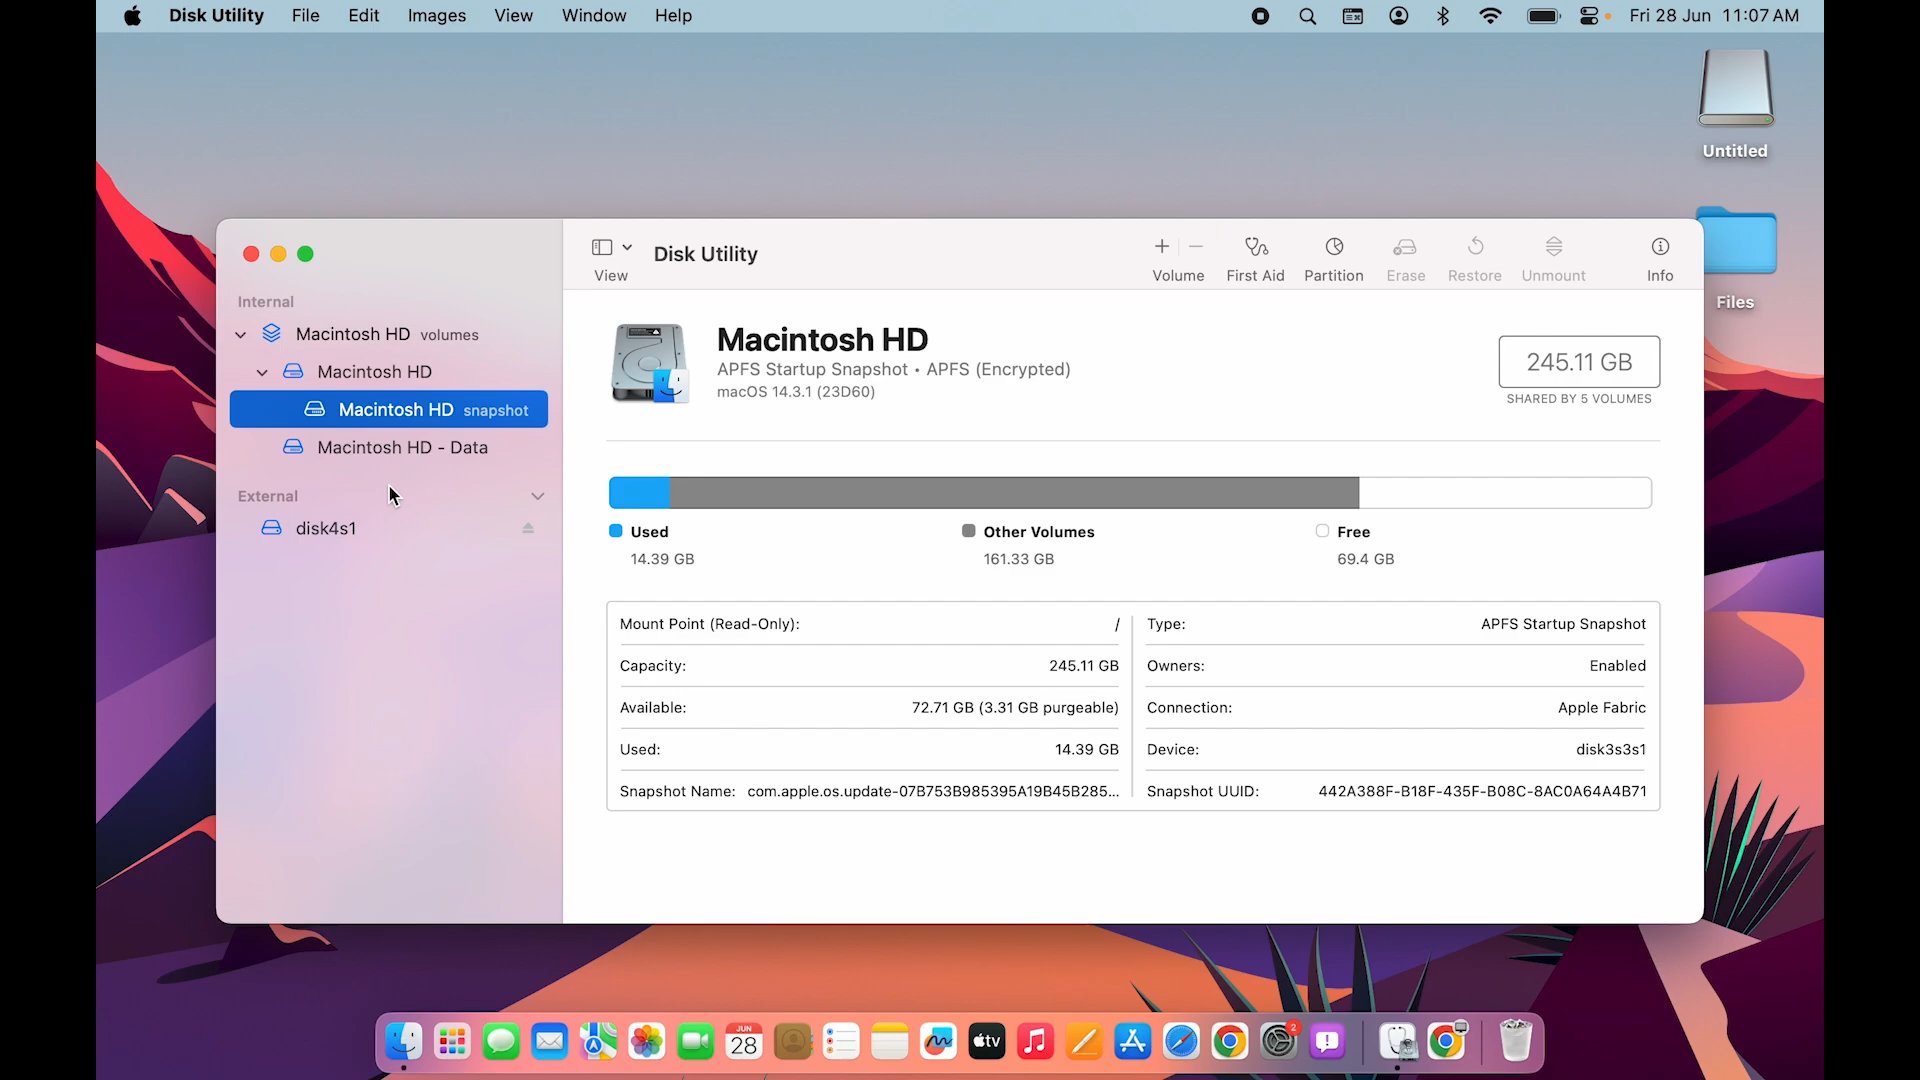 Disk Utility File Edit Images View Window Help Fri 28 Jun 11:07 AM
Untitled
Files
Internal
Macintosh HD volumes
Macintosh HD
Macintosh HD snapshot
Macintosh HD - Data
External
disk4s1
View
Disk Utility
Volume First Aid Partition Erase Restore Unmount Info
Macintosh HD
APFS Startup Snapshot • APFS (Encrypted)
macOS 14.3.1 (23D60)
245.11 GB
SHARED BY 5 VOLUMES
Used Other Volumes Free
14.39 GB 161.33 GB 69.4 GB
Mount Point (Read-Only): / Type: APFS Startup Snapshot
Capacity: 245.11 GB Owners: Enabled
Available: 72.71 GB (3.31 GB purgeable) Connection: Apple Fabric
Used: 14.39 GB Device: disk3s3s1
Snapshot Name: com.apple.os.update-07B753B985395A19B45B285... Snapshot UUID: 442A388F-B18F-435F-B08C-8AC0A64A4B71
JUN
28
tv
2